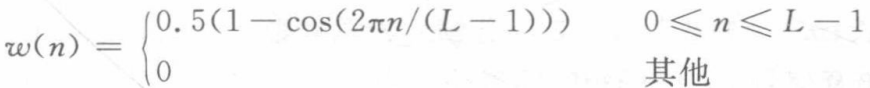 w(n) = { 0.5(1 − cos(2πn/(L − 1))) 0 ≤ n ≤ L − 1
0 其他